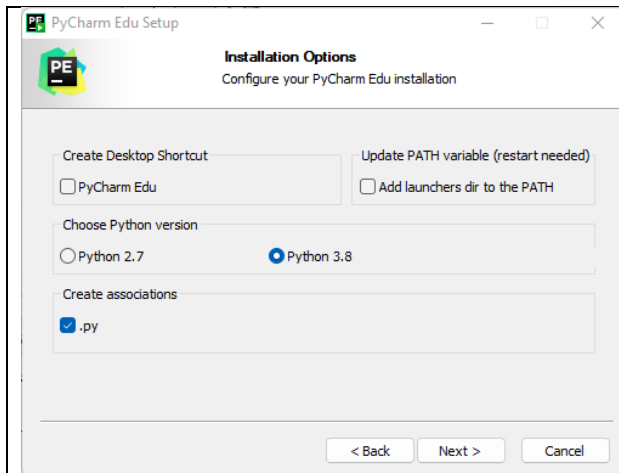 PyCharm Edu Setup
PE
Installation Options
Configure your PyCharm Edu installation
Create Desktop Shortcut
PyCharm Edu
Update PATH variable (restart needed)
Add launchers dir to the PATH
Choose Python version
Python 2.7
Python 3.8
Create associations
.py
< Back
Next >
Cancel